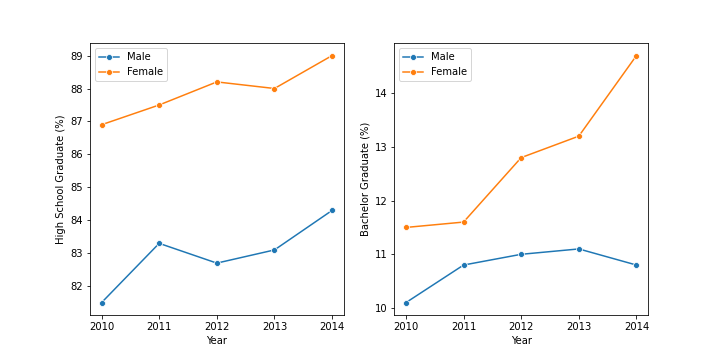 High School Graduate (%)
89
88
87
86
85
84
83
82
Male
Female
2010 2011 2012 2013 2014
Year
Bachelor Graduate (%)
14
13
12
11
10
Male
Female
2010 2011 2012 2013 2014
Year